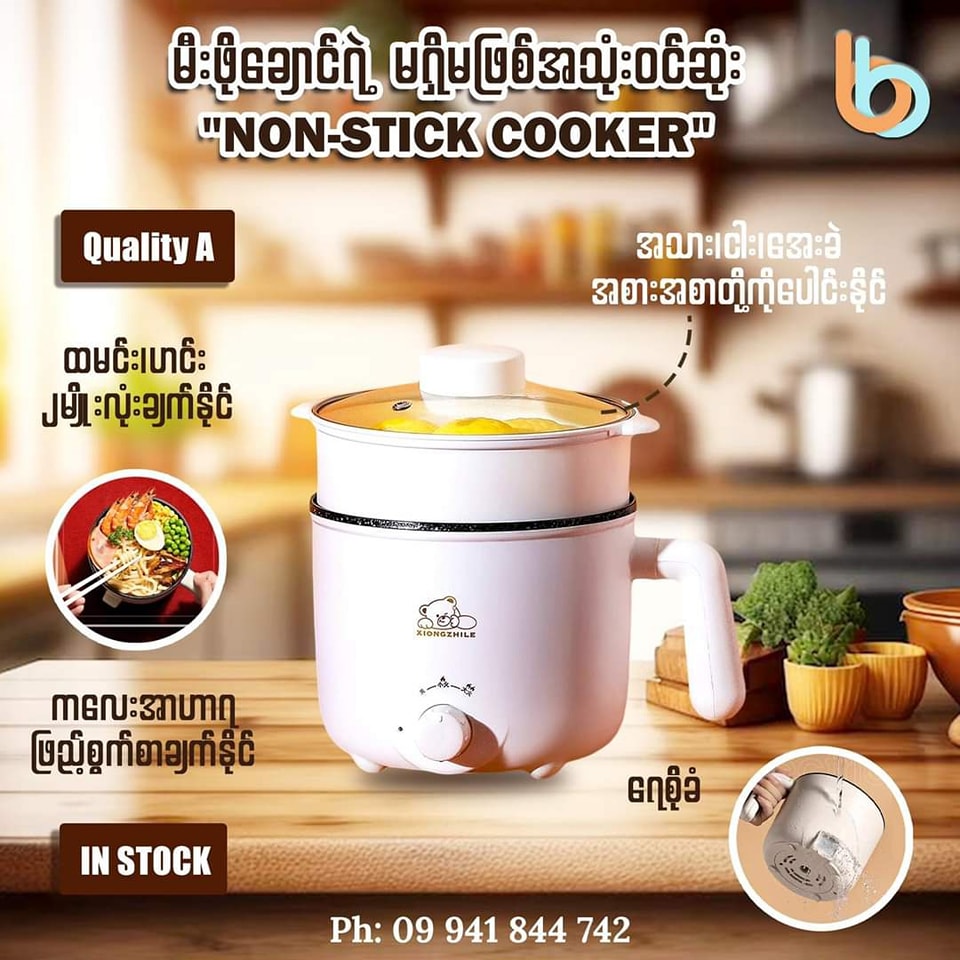 မီးဖိုချောင်ရဲ့ မရှိမဖြစ်အသုံးဝင်ဆုံး
"NON-STICK COOKER"
Quality A
အသား၊ငါး၊အေးခဲ
အစားအစာတို့ကိုပေါင်းနိုင်
ထမင်း၊ဟင်း
၂မျိုးလုံးချက်နိုင်
XIONGZHILE
ကလေးအာဟာရ
ဖြည့်စွက်စာချက်နိုင်
ရေစိုခံ
IN STOCK
Ph: 09 941 844 742